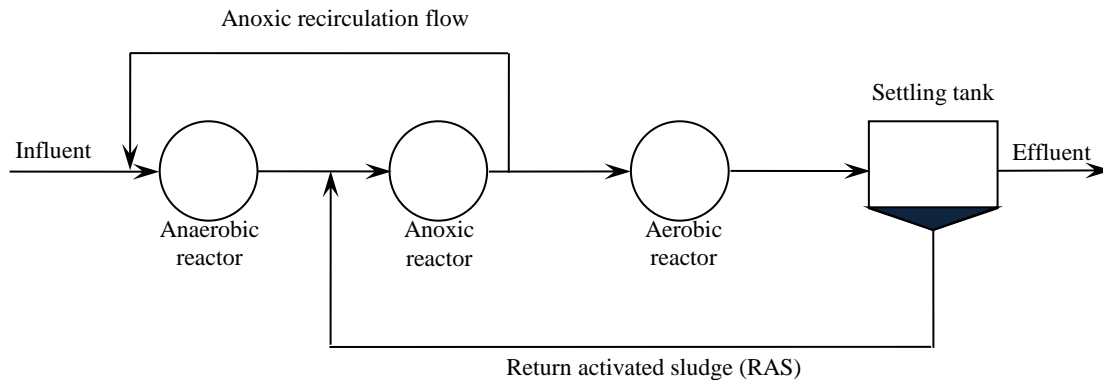 Anoxic recirculation flow
Settling tank
Influent
Effluent
Anaerobic
reactor
Anoxic
reactor
Aerobic
reactor
Return activated sludge (RAS)